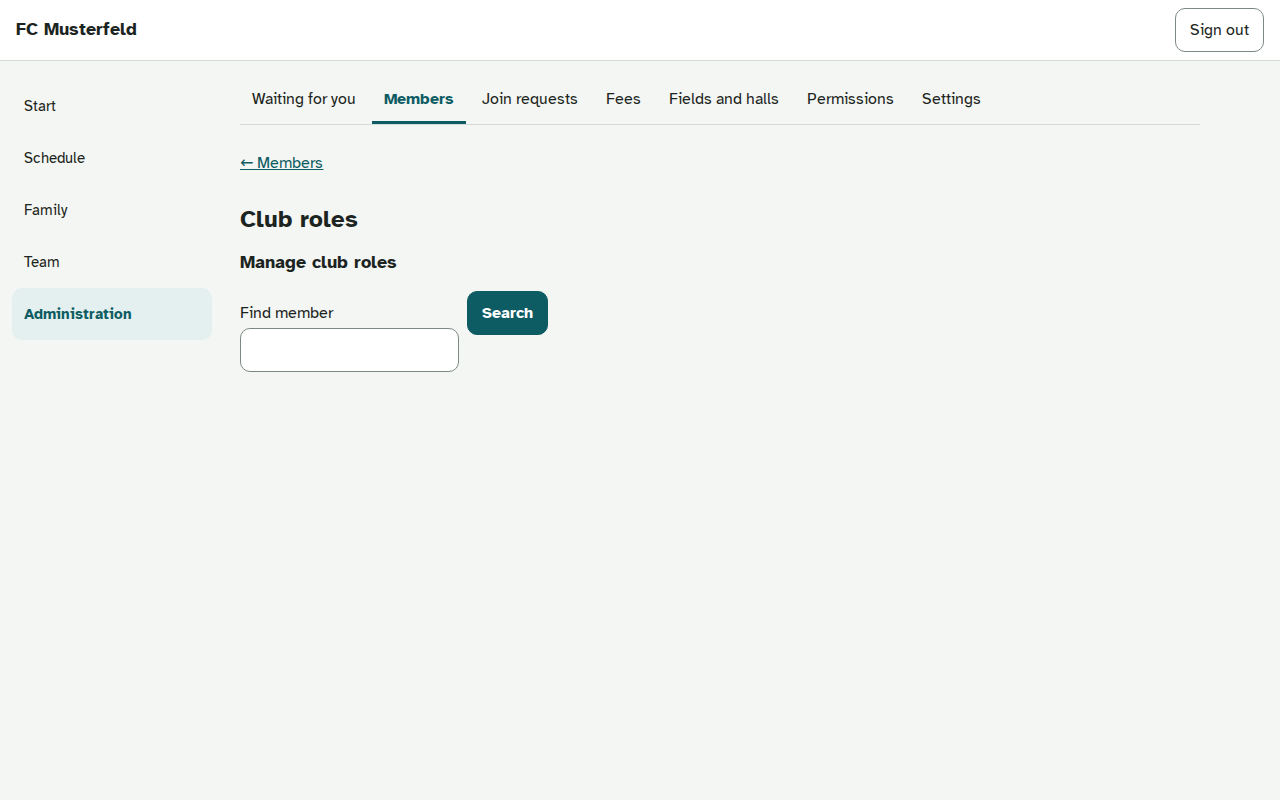 FC Musterfeld
Sign out
Start
Schedule
Family
Team
Administration
Waiting for you Members Join requests Fees Fields and halls Permissions Settings
← Members
Club roles
Manage club roles
Find member
Search